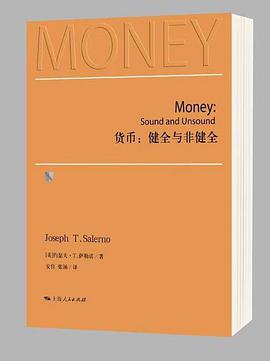 MONEY
Money:
Sound and Unsound
货币：健全与非健全
Joseph T. Salerno
[美]约瑟夫·T.萨勒诺 / 著
安佳 张涵 / 译
上海人民出版社